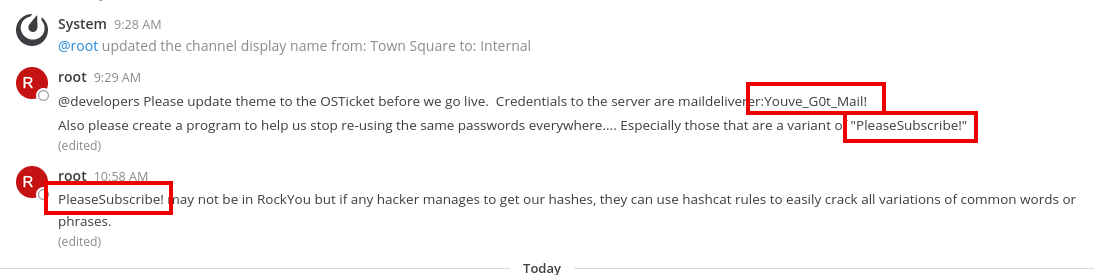 System 9:28 AM
@root updated the channel display name from: Town Square to: Internal
R
root 9:29 AM
@developers Please update theme to the OSTicket before we go live. Credentials to the server are maildeliverer:Youve_G0t_Mail!
Also please create a program to help us stop re-using the same passwords everywhere.... Especially those that are a variant of "PleaseSubscribe!"
(edited)
R
root 10:58 AM
PleaseSubscribe! may not be in RockYou but if any hacker manages to get our hashes, they can use hashcat rules to easily crack all variations of common words or
phrases.
(edited)
Today